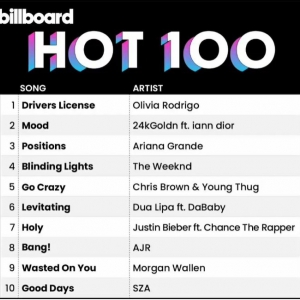 billboard
HOT 100
SONG ARTIST
1 Drivers License Olivia Rodrigo
2 Mood 24kGoldn ft. iann dior
3 Positions Ariana Grande
4 Blinding Lights The Weeknd
5 Go Crazy Chris Brown & Young Thug
6 Levitating Dua Lipa ft. DaBaby
7 Holy Justin Bieber ft. Chance The Rapper
8 Bang! AJR
9 Wasted On You Morgan Wallen
10 Good Days SZA